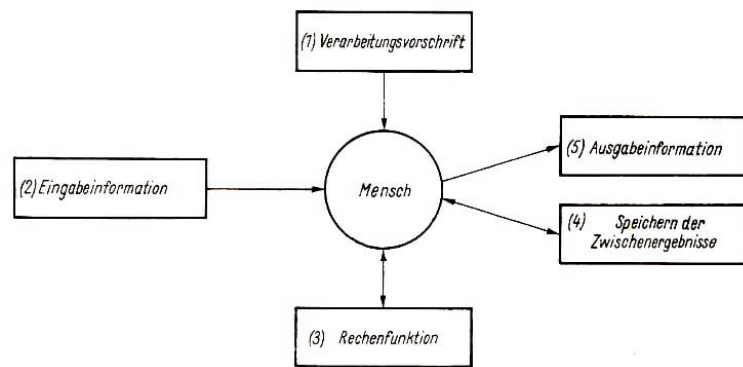 (1) Verarbeitungsvorschrift
(2) Eingabeinformation
Mensch
(5) Ausgabeinformation
(4) Speichern der
Zwischenergebnisse
(3) Rechenfunktion